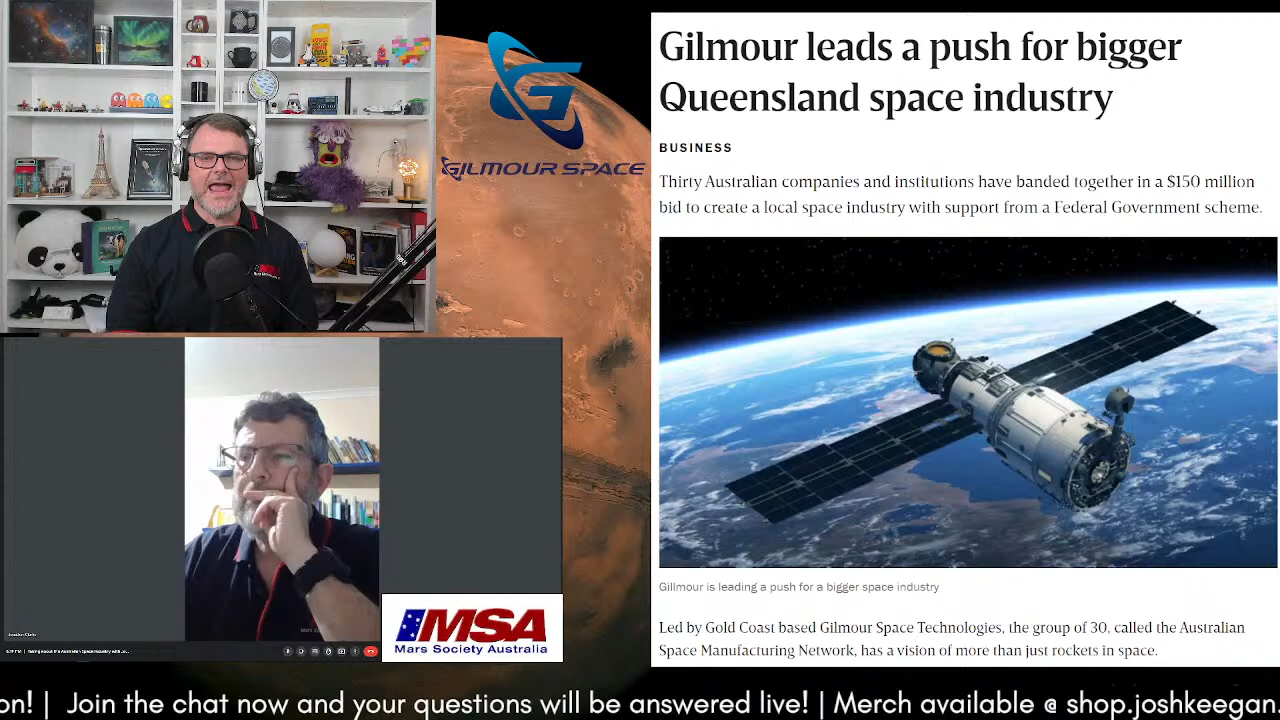 GILMOUR SPACE
Gilmour leads a push for bigger
Queensland space industry
BUSINESS
Thirty Australian companies and institutions have banded together in a $150 million
bid to create a local space industry with support from a Federal Government scheme.
Gillmour is leading a push for a bigger space industry
Led by Gold Coast based Gilmour Space Technologies, the group of 30, called the Australian
Space Manufacturing Network, has a vision of more than just rockets in space.
MSA
Mars Society Australia
on! | Join the chat now and your questions will be answered live! | Merch available @ shop.joshkeegan.